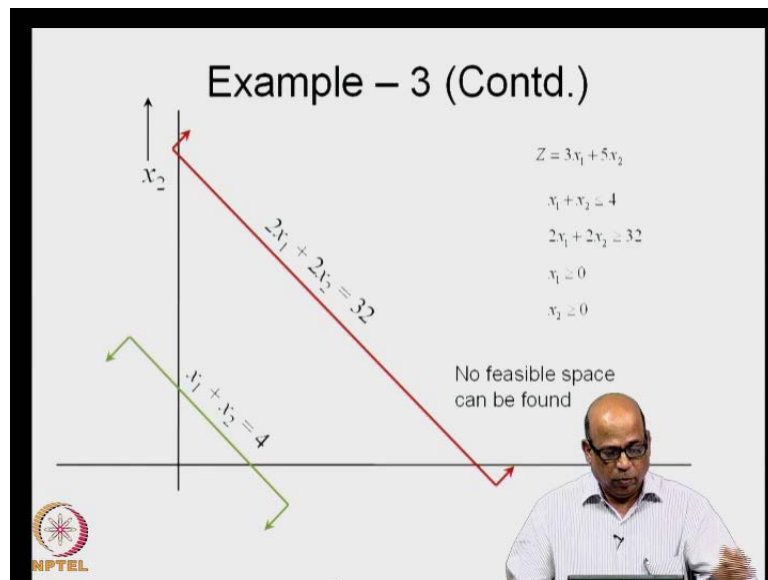 Example – 3 (Contd.)
x₂
2x₁ + 2x₂ = 32
x₁ + x₂ = 4
Z = 3x₁ + 5x₂
x₁ + x₂ ≤ 4
2x₁ + 2x₂ ≥ 32
x₁ ≥ 0
x₂ ≥ 0
No feasible space
can be found
NPTEL